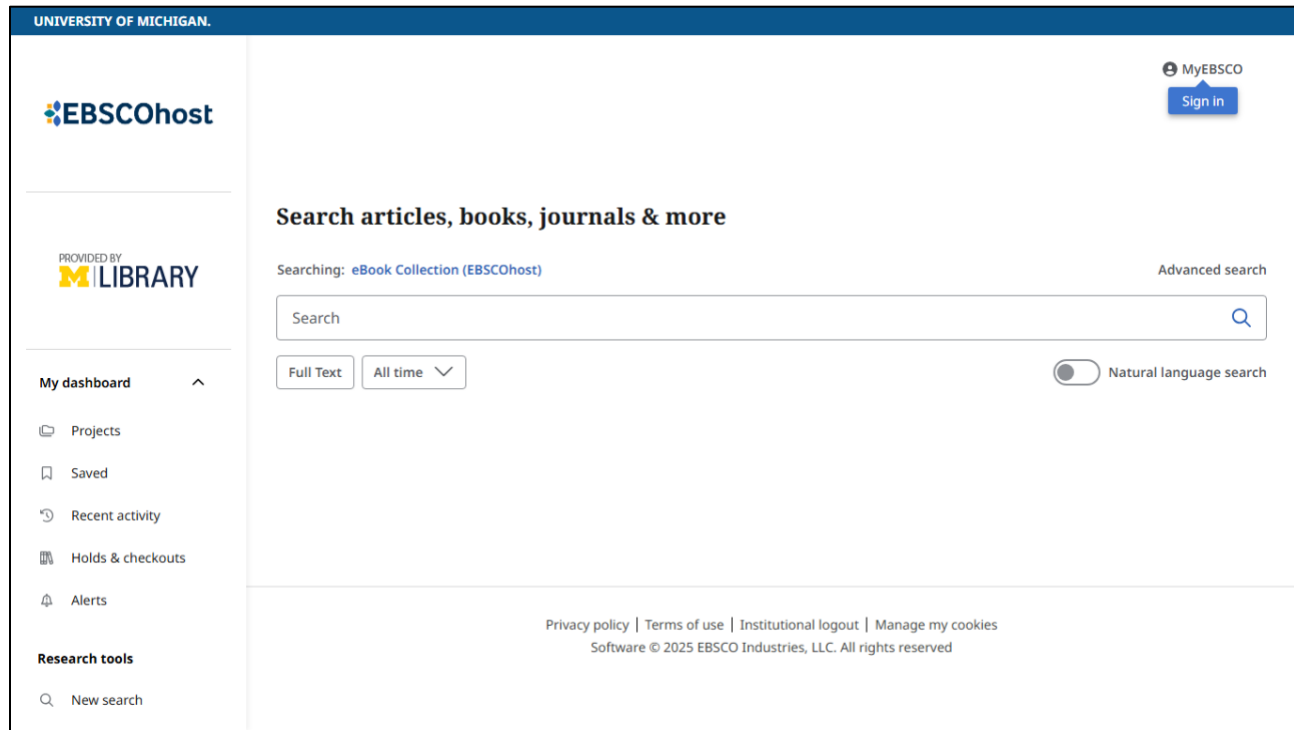 UNIVERSITY OF MICHIGAN.
EBSCOhost
MyEBSCO
Sign in
PROVIDED BY
M LIBRARY
My dashboard
Projects
Saved
Recent activity
Holds & checkouts
Alerts
Research tools
New search
Search articles, books, journals & more
Searching: eBook Collection (EBSCOhost)
Advanced search
Search
Full Text
All time
Natural language search
Privacy policy | Terms of use | Institutional logout | Manage my cookies
Software © 2025 EBSCO Industries, LLC. All rights reserved